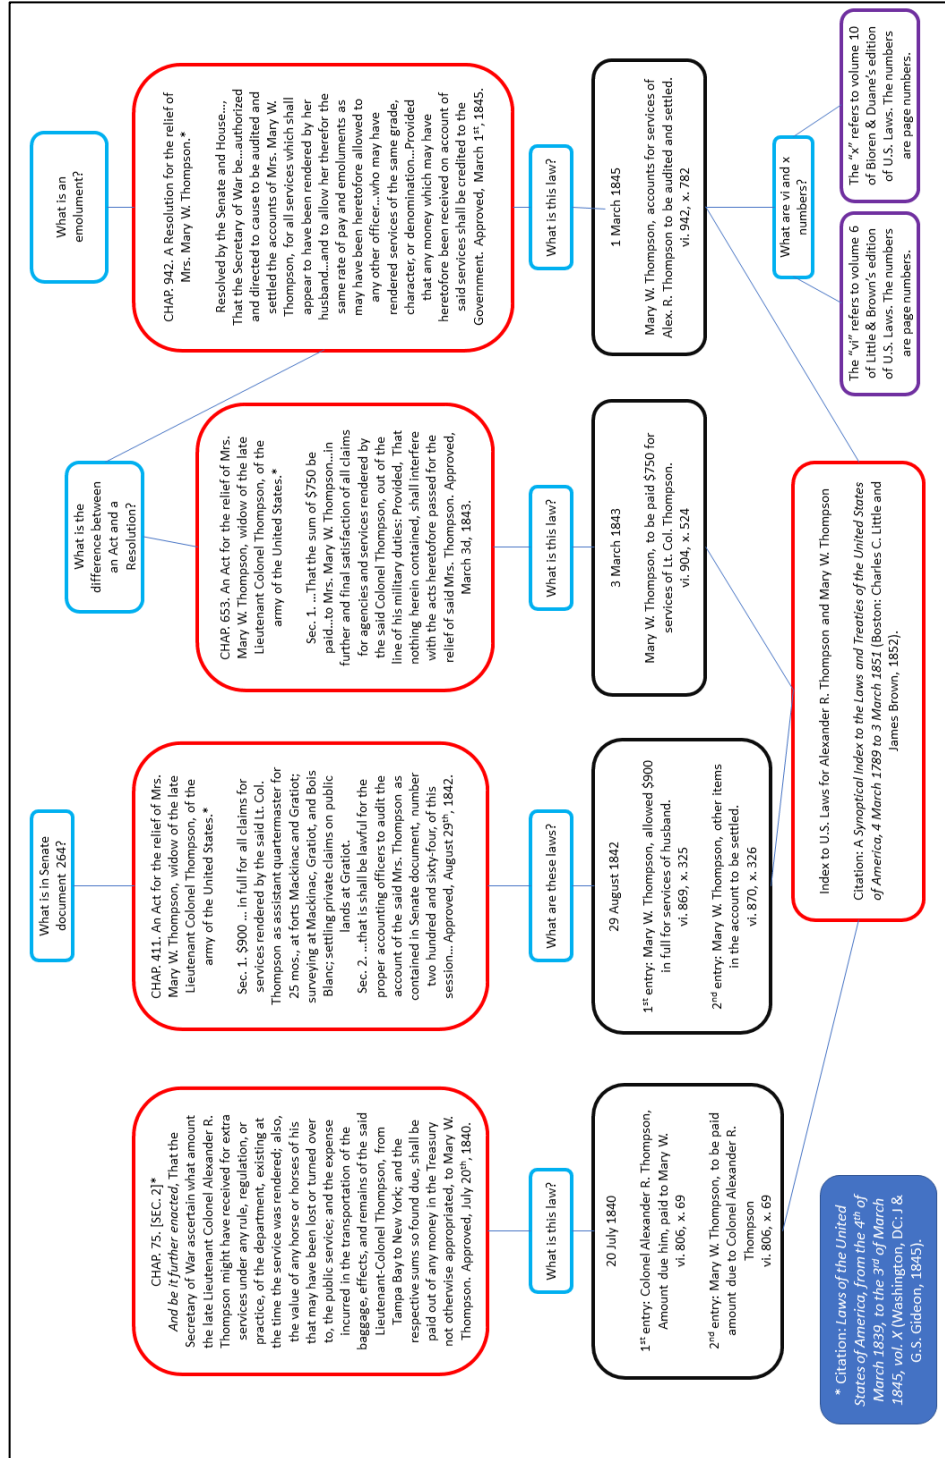 What is in Senate
document 264?
What is the
difference between
an Act and a
Resolution?
What is an
emolument?
CHAP. 75. [SEC. 2]*
And be it further enacted, That the
Secretary of War ascertain what amount
the late Lieutenant Colonel Alexander R.
Thompson might have received for extra
services under any rule, regulation, or
practice, of the department, existing at
the time the service was rendered; also,
the value of any horse or horses of his
that may have been lost or turned over
to, the public service; and the expense
incurred in the transportation of the
baggage, effects, and remains of the said
Lieutenant-Colonel Thompson, from
Tampa Bay to New York; and the
respective sums so found due, shall be
paid out of any money in the Treasury
not otherwise appropriated, to Mary W.
Thompson. Approved, July 20th, 1840.
CHAP. 411. An Act for the relief of Mrs.
Mary W. Thompson, widow of the late
Lieutenant Colonel Thompson, of the
army of the United States.*
Sec. 1. $900 ... in full for all claims for
services rendered by the said Lt. Col.
Thompson as assistant quartermaster for
25 mos., at forts Mackinac and Gratiot;
surveying at Mackinac, Gratiot, and Bois
Blanc; settling private claims on public
lands at Gratiot.
Sec. 2. ...that is shall be lawful for the
proper accounting officers to audit the
account of the said Mrs. Thompson as
contained in Senate document, number
two hundred and sixty-four, of this
session... Approved, August 29th, 1842.
CHAP. 653. An Act for the relief of Mrs.
Mary W. Thompson, widow of the late
Lieutenant Colonel Thompson, of the
army of the United States.*
Sec. 1. ...That the sum of $750 be
paid...to Mrs. Mary W. Thompson...in
further and final satisfaction of all claims
for agencies and services rendered by
the said Colonel Thompson, out of the
line of his military duties: Provided, That
nothing herein contained, shall interfere
with the acts heretofore passed for the
relief of said Mrs. Thompson. Approved,
March 3d, 1843.
CHAP. 942. A Resolution for the relief of
Mrs. Mary W. Thompson.*
Resolved by the Senate and House...,
That the Secretary of War be...authorized
and directed to cause to be audited and
settled the accounts of Mrs. Mary W.
Thompson, for all services which shall
appear to have been rendered by her
husband...and to allow her therefor the
same rate of pay and emoluments as
may have been heretofore allowed to
any other officer...who may have
rendered services of the same grade,
character, or denomination...Provided
that any money which may have
heretofore been received on account of
said services shall be credited to the
Government. Approved, March 1st, 1845.
What is this law?
What are these laws?
What is this law?
What is this law?
20 July 1840
1st entry: Colonel Alexander R. Thompson,
Amount due him, paid to Mary W.
vi. 806, x. 69
2nd entry: Mary W. Thompson, to be paid
amount due to Colonel Alexander R.
Thompson
vi. 806, x. 69
29 August 1842
1st entry: Mary W. Thompson, allowed $900
in full for services of husband.
vi. 869, x. 325
2nd entry: Mary W. Thompson, other items
in the account to be settled.
vi. 870, x. 326
3 March 1843
Mary W. Thompson, to be paid $750 for
services of Lt. Col. Thompson.
vi. 904, x. 524
1 March 1845
Mary W. Thompson, accounts for services of
Alex. R. Thompson to be audited and settled.
vi. 942, x. 782
What are vi and x
numbers?
* Citation: Laws of the United
States of America, from the 4th of
March 1839, to the 3rd of March
1845, vol. X (Washington, DC: J &
G.S. Gideon, 1845).
Index to U.S. Laws for Alexander R. Thompson and Mary W. Thompson
Citation: A Synoptical Index to the Laws and Treaties of the United States
of America, 4 March 1789 to 3 March 1851 (Boston: Charles C. Little and
James Brown, 1852).
The "vi" refers to volume 6
of Little & Brown's edition
of U.S. Laws. The numbers
are page numbers.
The "x" refers to volume 10
of Bioren & Duane's edition
of U.S. Laws. The numbers
are page numbers.